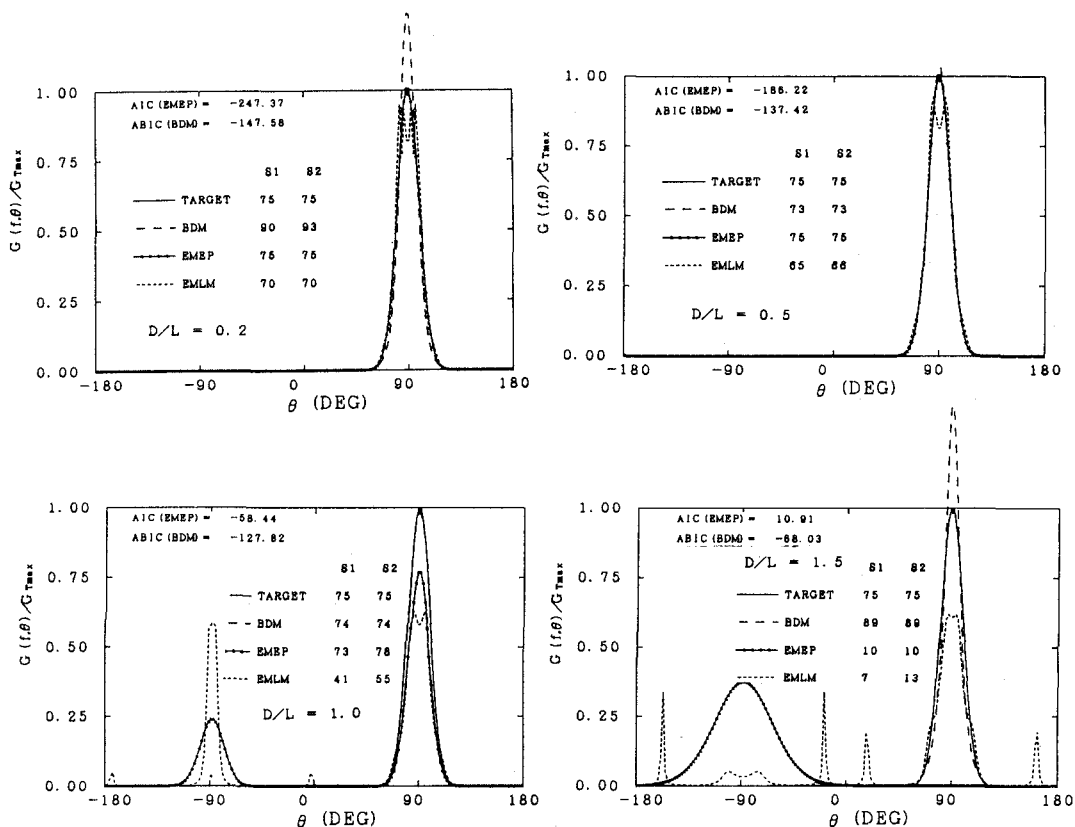 G (f,θ)/G Tmax
1. 00
0. 75
0. 50
0. 25
0. 00
AIC (EMEP) = -247.37
ABIC (BDM) = -147.58
S1 S2
TARGET 75 75
BDM 90 93
EMEP 75 75
EMLM 70 70
D/L = 0. 2
-180 -90 0 90 180
θ (DEG)
G (f,θ)/G Tmax
1. 00
0. 75
0. 50
0. 25
0. 00
AIC (EMEP) = -186.22
ABIC (BDM) = -137.42
S1 S2
TARGET 75 75
BDM 73 73
EMEP 75 75
EMLM 65 66
D/L = 0. 5
-180 -90 0 90 180
θ (DEG)
G (f,θ)/G Tmax
1. 00
0. 75
0. 50
0. 25
0. 00
AIC (EMEP) = -58.44
ABIC (BDM) = -127.82
S1 S2
TARGET 75 75
BDM 74 74
EMEP 73 78
EMLM 41 55
D/L = 1. 0
-180 -90 0 90 180
θ (DEG)
G (f,θ)/G Tmax
1. 00
0. 75
0. 50
0. 25
0. 00
AIC (EMEP) = 10.91
ABIC (BDM) = -68.03
D/L = 1. 5
S1 S2
TARGET 75 75
BDM 89 89
EMEP 10 10
EMLM 7 13
-180 -90 0 90 180
θ (DEG)